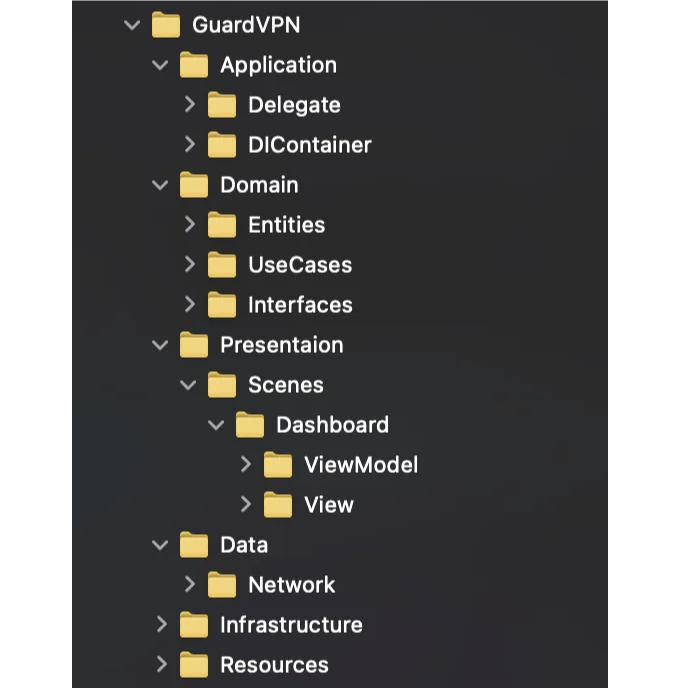 GuardVPN
Application
Delegate
DIContainer
Domain
Entities
UseCases
Interfaces
Presentaion
Scenes
Dashboard
ViewModel
View
Data
Network
Infrastructure
Resources